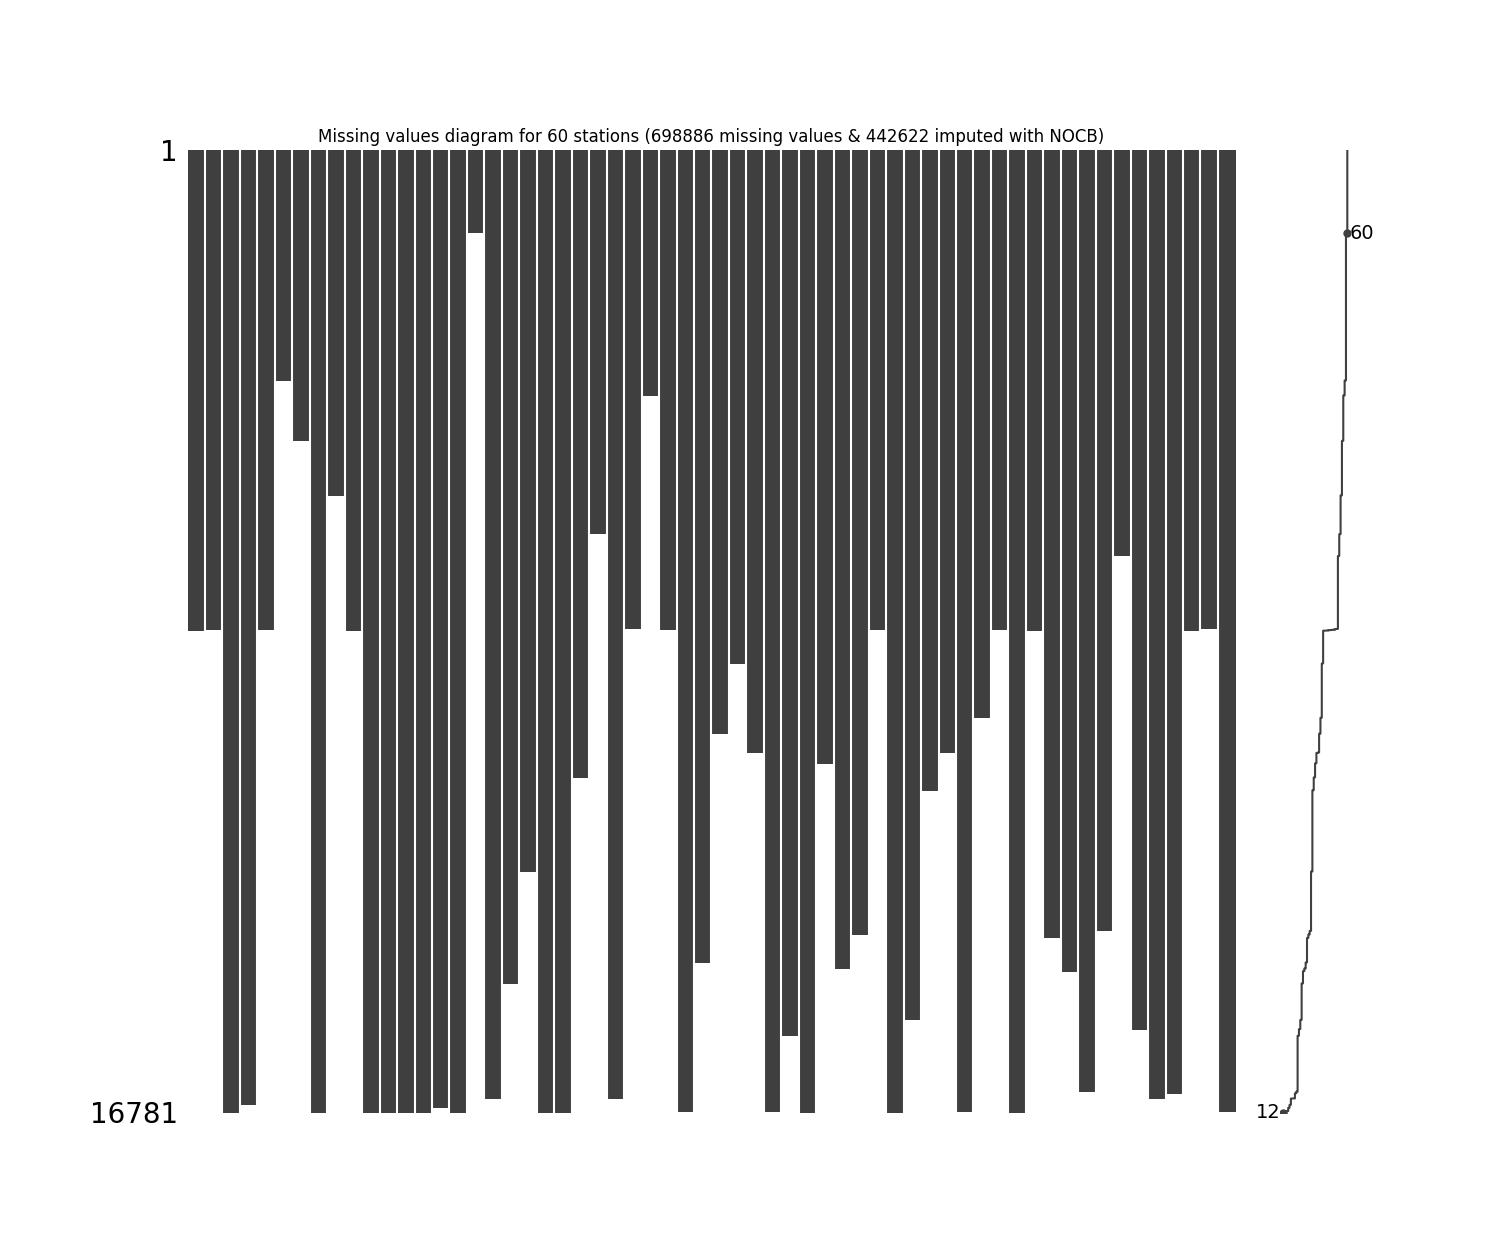 Missing values diagram for 60 stations (698886 missing values & 442622 imputed with NOCB)
1
60
16781
12